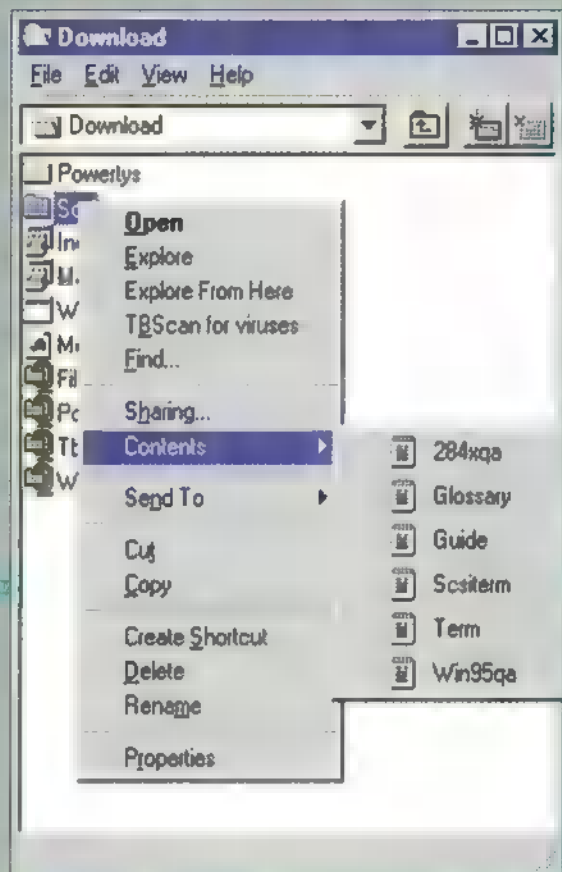 Download
File Edit View Help
Download
Powerlys
Open
Explore
Explore From Here
TBScan for viruses
Find...
Sharing...
Contents
Send To
Cut
Copy
Create Shortcut
Delete
Rename
Properties
284xqa
Glossary
Guide
Scsiterm
Term
Win95qa